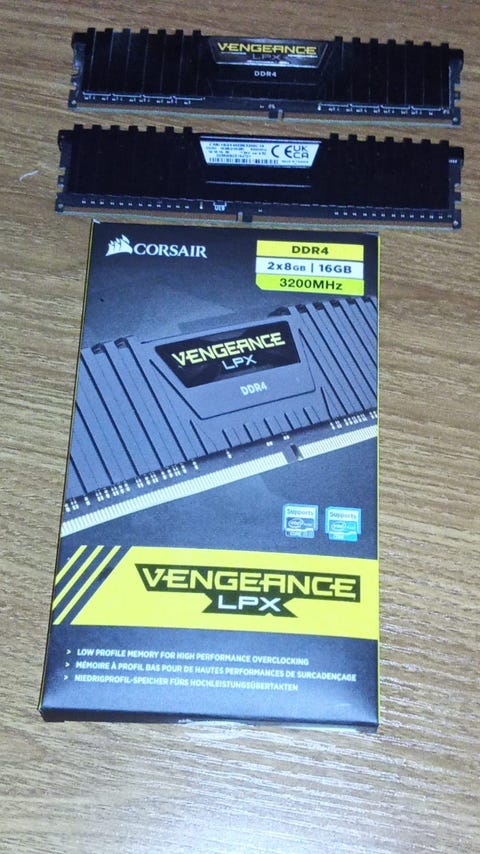 VENGEANCE
LPX
DDR4
CE UK
CA
CORSAIR
DDR4
2x8GB | 16GB
3200MHz
VENGEANCE
LPX
DDR4
Supports
Supports
VENGEANCE
LPX
> LOW PROFILE MEMORY FOR HIGH PERFORMANCE OVERCLOCKING
> MÉMOIRE À PROFIL BAS POUR DE HAUTES PERFORMANCES DE SURCADENÇAGE
> NIEDRIGPROFIL-SPEICHER FÜRS HOCHLEISTUNGSÜBERTAKTEN